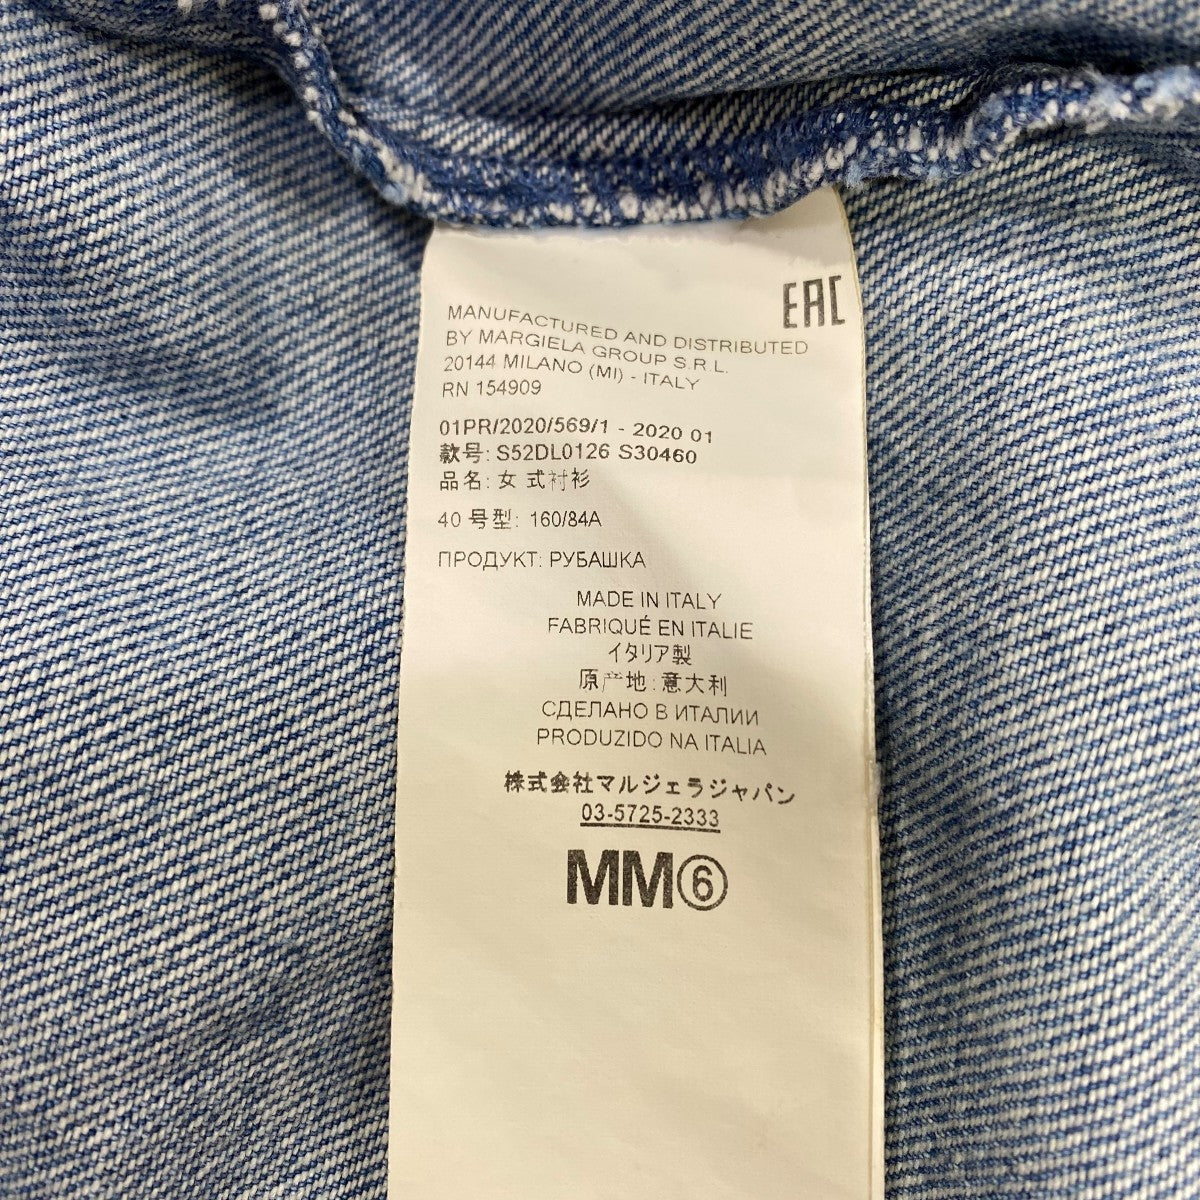 EAC
MANUFACTURED AND DISTRIBUTED
BY MARGIELA GROUP S.R.L.
20144 MILANO (MI) - ITALY
RN 154909
01PR/2020/569/1 - 2020 01
款号: S52DL0126 S30460
品名: 女 式衬衫
40 号型: 160/84A
ПРОДУКТ: РУБАШКА
MADE IN ITALY
FABRIQUÉ EN ITALIE
イタリア製
原产地:意大利
СДЕЛАНО В ИТАЛИИ
PRODUZIDO NA ITALIA
株式会社マルジェラジャパン
03-5725-2333
MM⑥